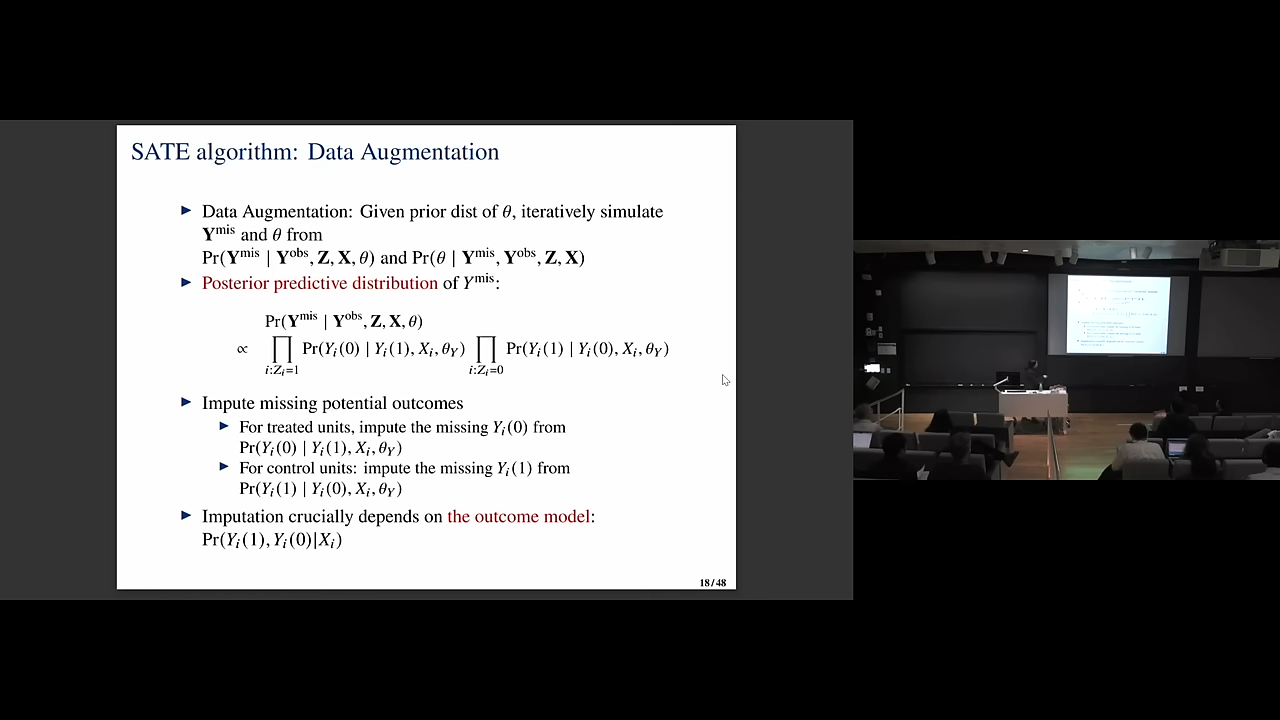 SATE algorithm: Data Augmentation
▶ Data Augmentation: Given prior dist of θ, iteratively simulate
Y^mis and θ from
Pr(Y^mis | Y^obs, Z, X, θ) and Pr(θ | Y^mis, Y^obs, Z, X)
▶ Posterior predictive distribution of Y^mis:
Pr(Y^mis | Y^obs, Z, X, θ)
∝ ∏ Pr(Y_i(0) | Y_i(1), X_i, θ_Y) ∏ Pr(Y_i(1) | Y_i(0), X_i, θ_Y)
i:Z_i=1 i:Z_i=0
▶ Impute missing potential outcomes
▶ For treated units, impute the missing Y_i(0) from
Pr(Y_i(0) | Y_i(1), X_i, θ_Y)
▶ For control units: impute the missing Y_i(1) from
Pr(Y_i(1) | Y_i(0), X_i, θ_Y)
▶ Imputation crucially depends on the outcome model:
Pr(Y_i(1), Y_i(0)|X_i)
18 / 48